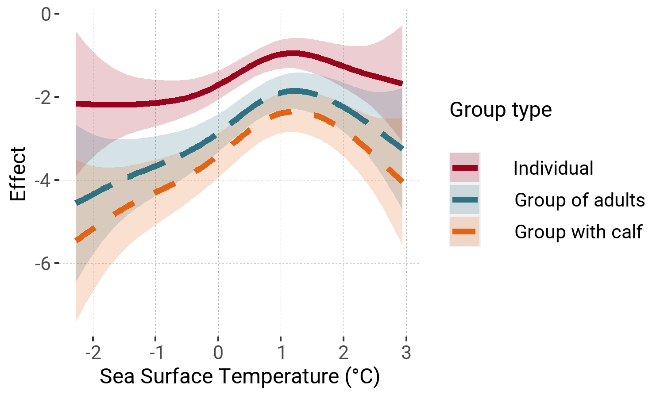 0
-2
-4
-6
Effect
-2 -1 0 1 2 3
Sea Surface Temperature (°C)
Group type
Individual
Group of adults
Group with calf